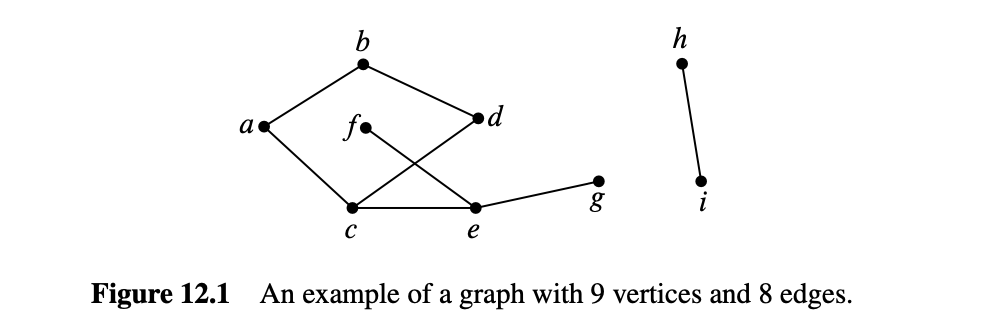 b
h
a
f
d
g
i
c
e
Figure 12.1 An example of a graph with 9 vertices and 8 edges.